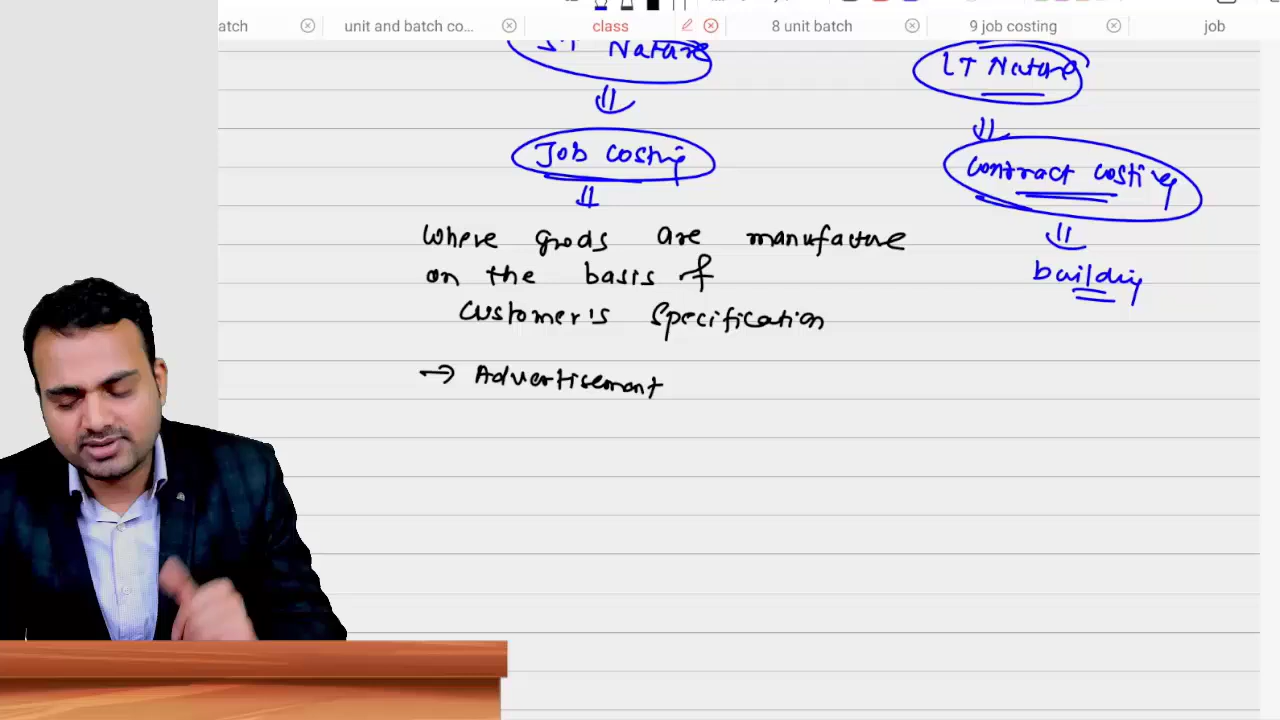 atch
unit and batch co...
class
8 unit batch
9 job costing
job
ST Nature
LT Nature
Job costing
contract costing
Where goods are manufacture
on the basis of
customer's specification
building
→ Advertisement